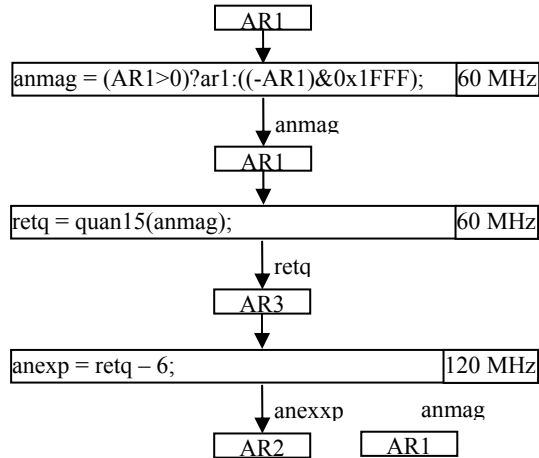 AR1
anmag = (AR1>0)?ar1:((-AR1)&0x1FFF); 60 MHz
anmag
AR1
retq = quan15(anmag); 60 MHz
retq
AR3
anexp = retq – 6; 120 MHz
anexxp anmag
AR2 AR1